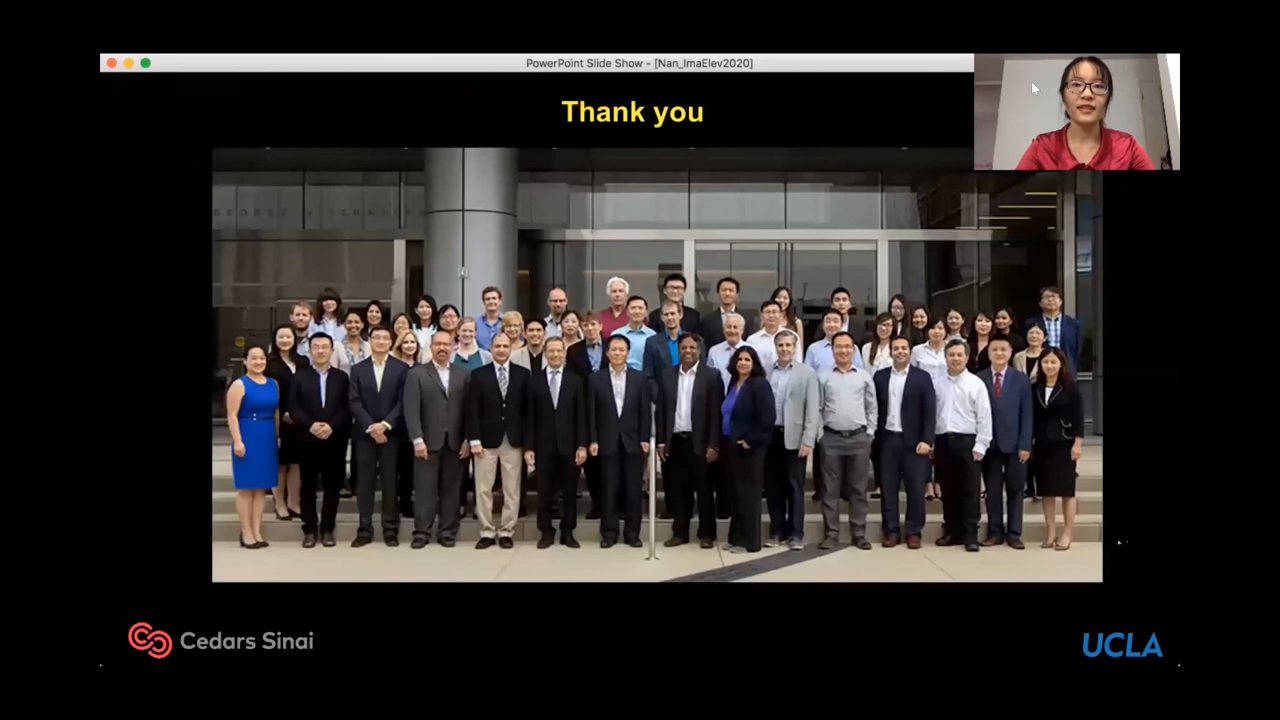 PowerPoint Slide Show - [Nan_ImaElev2020]
Thank you
Cedars Sinai
UCLA